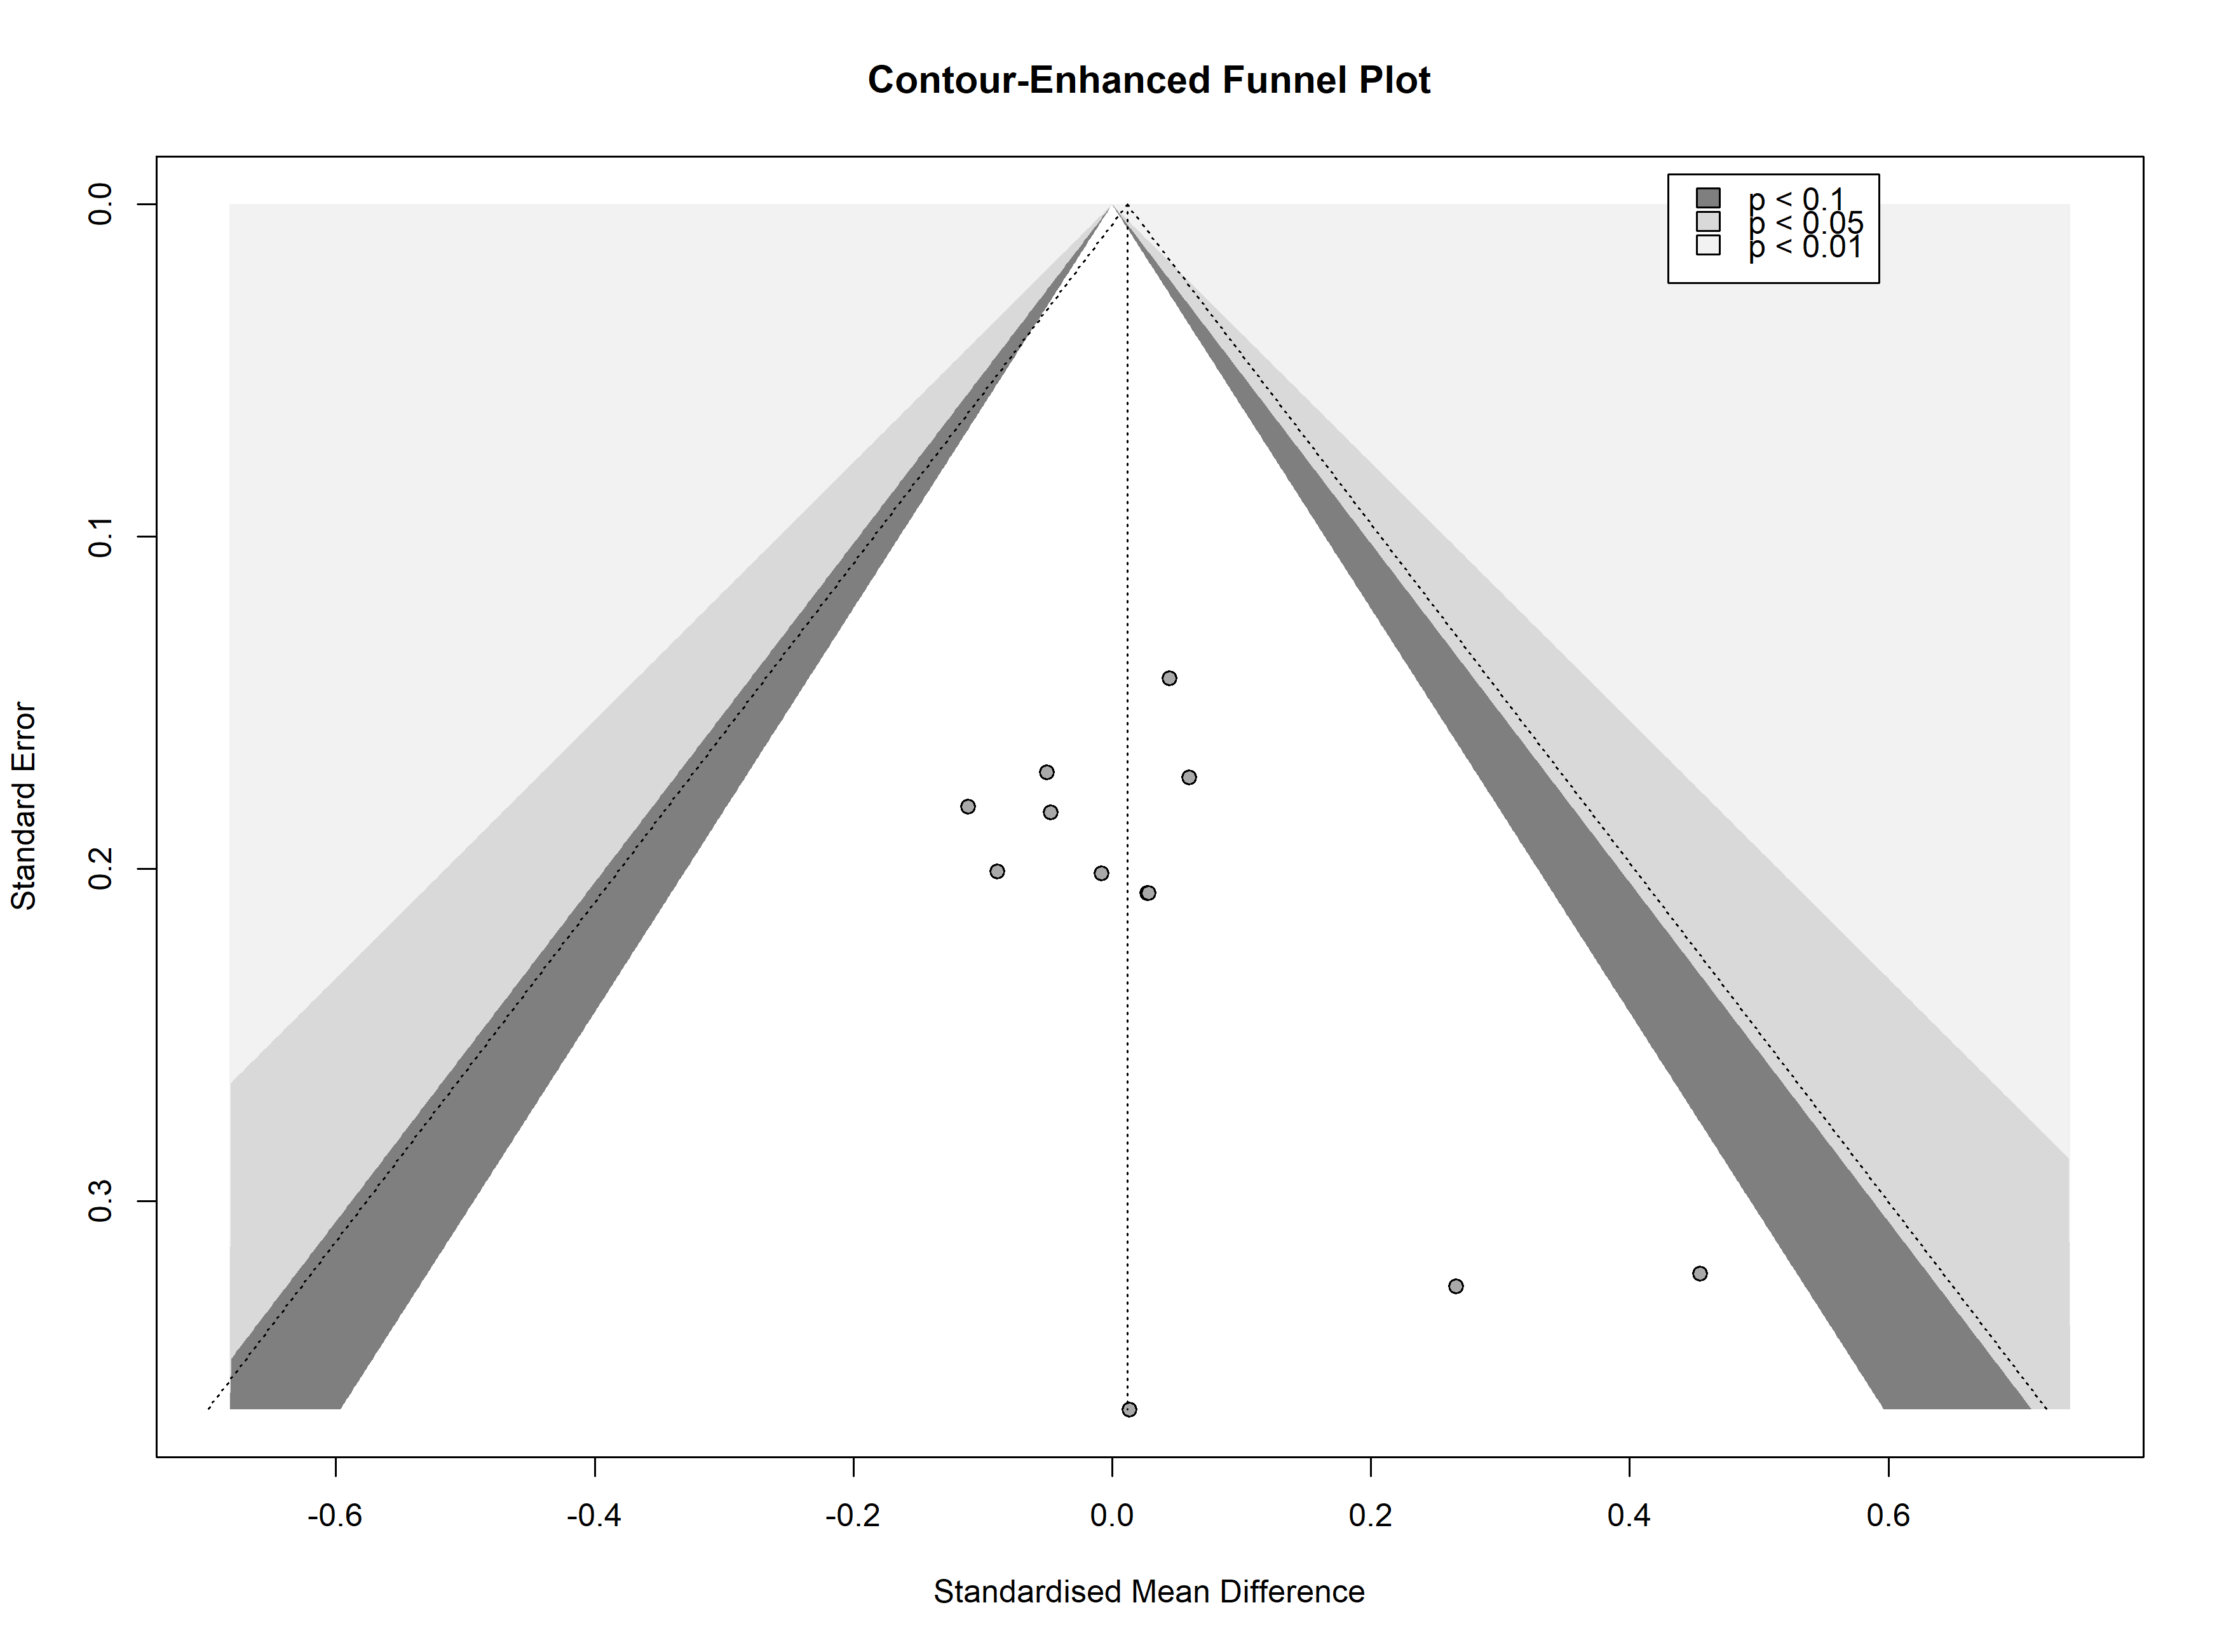 Contour-Enhanced Funnel Plot
p < 0.1
p < 0.05
p < 0.01
0.0
0.1
0.2
0.3
Standard Error
-0.6
-0.4
-0.2
0.0
0.2
0.4
0.6
Standardised Mean Difference